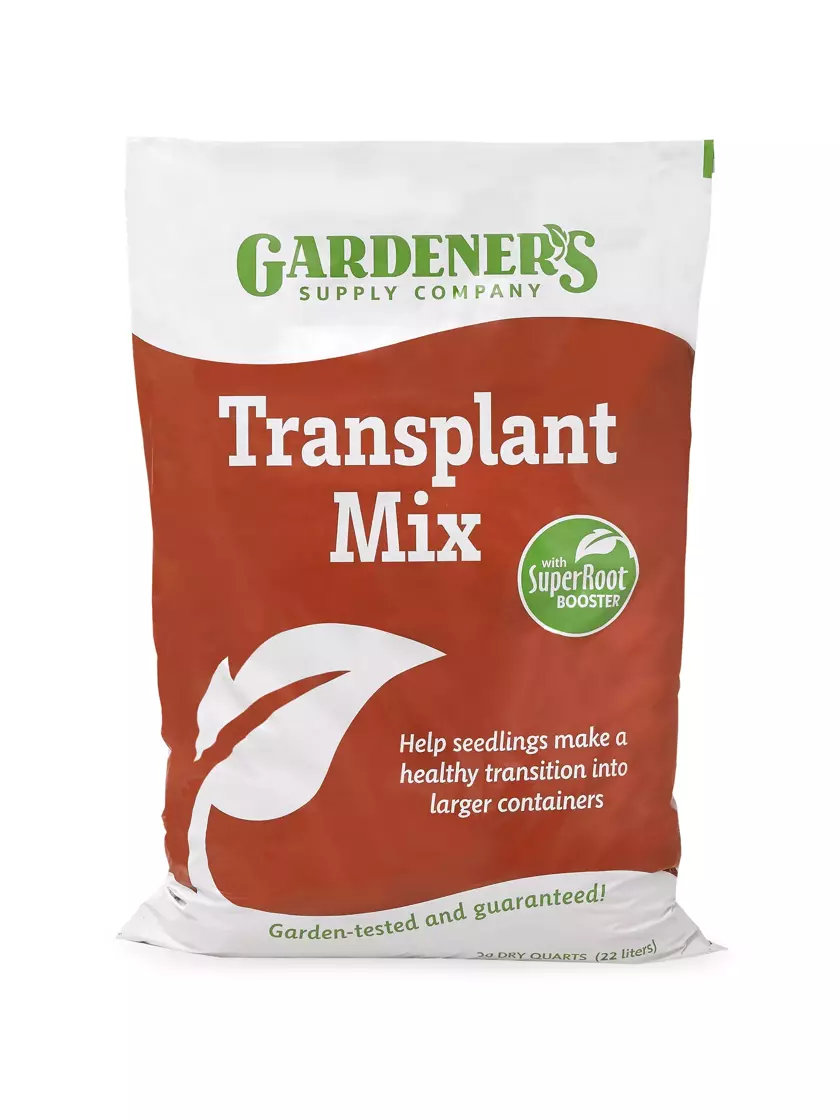 GARDENER'S
SUPPLY COMPANY
Transplant
Mix
with
SuperRoot
BOOSTER
Help seedlings make a
healthy transition into
larger containers
Garden-tested and guaranteed!
DRY QUARTS (22 liters)